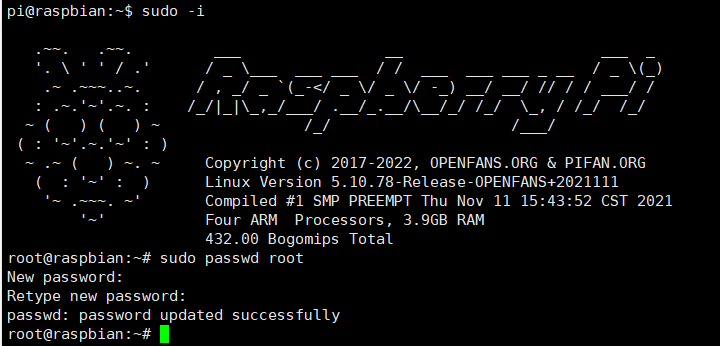 pi@raspbian:~$ sudo -i
Raspberry Pi
Copyright (c) 2017-2022, OPENFANS.ORG & PIFAN.ORG
Linux Version 5.10.78-Release-OPENFANS+2021111
Compiled #1 SMP PREEMPT Thu Nov 11 15:43:52 CST 2021
Four ARM  Processors, 3.9GB RAM
432.00 Bogomips Total
root@raspbian:~# sudo passwd root
New password:
Retype new password:
passwd: password updated successfully
root@raspbian:~#